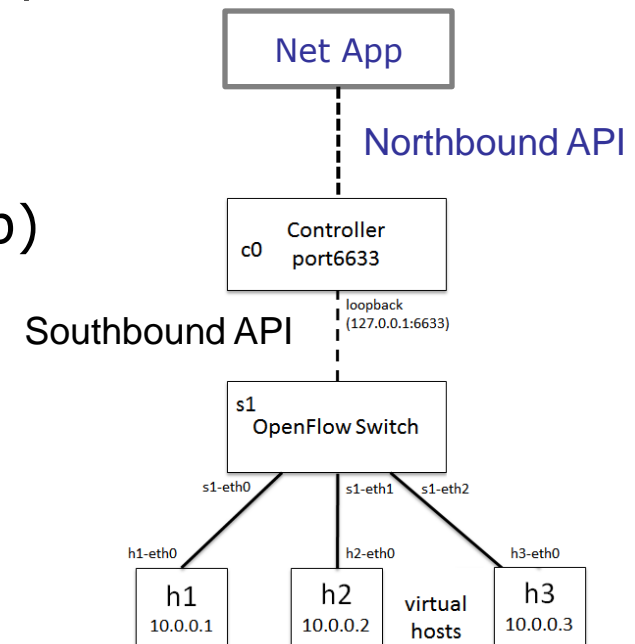 Net App
Northbound API
)
c0
Controller
port6633
loopback
(127.0.0.1:6633)
Southbound API
s1
OpenFlow Switch
s1-eth0
s1-eth1
s1-eth2
h1-eth0
h2-eth0
h3-eth0
h1
10.0.0.1
h2
10.0.0.2
virtual
hosts
h3
10.0.0.3